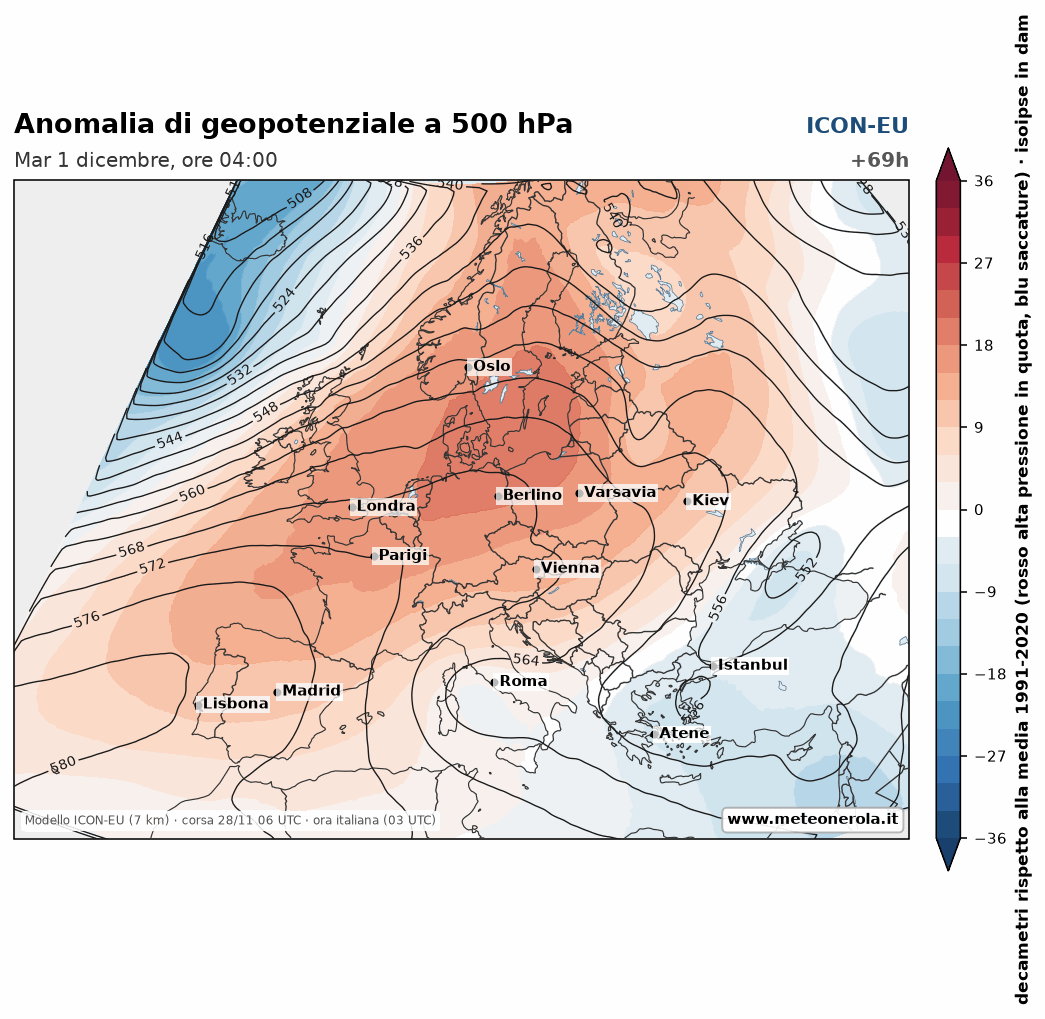 Anomalia di geopotenziale a 500 hPa
ICON-EU
Mar 1 dicembre, ore 04:00
+69h
508
540
516
536
540
524
532
548
544
560
568
572
576
580
564
556
552
Oslo
Londra
Berlino
Varsavia
Kiev
Parigi
Vienna
Roma
Madrid
Lisbona
Istanbul
Atene
Modello ICON-EU (7 km) · corsa 28/11 06 UTC · ora italiana (03 UTC)
www.meteonerola.it
36
27
18
9
0
−9
−18
−27
−36
decametri rispetto alla media 1991-2020 (rosso alta pressione in quota, blu saccature) · isoipse in dam